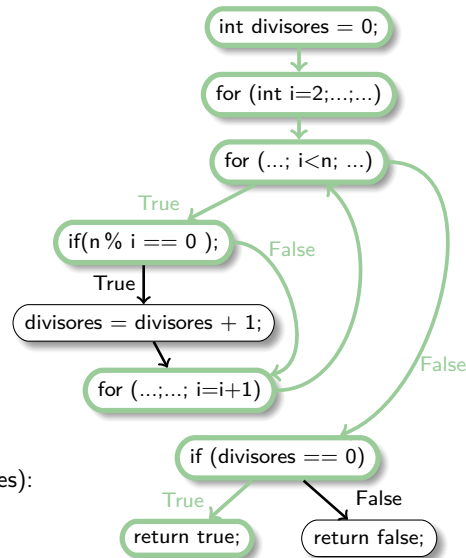 int divisores = 0;
for (int i=2;...;...)
for (...; i<n; ...)
True
if(n % i == 0 );
False
True
divisores = divisores + 1;
False
for (...;...; i=i+1)
if (divisores == 0)
es):
True
False
return true;
return false;